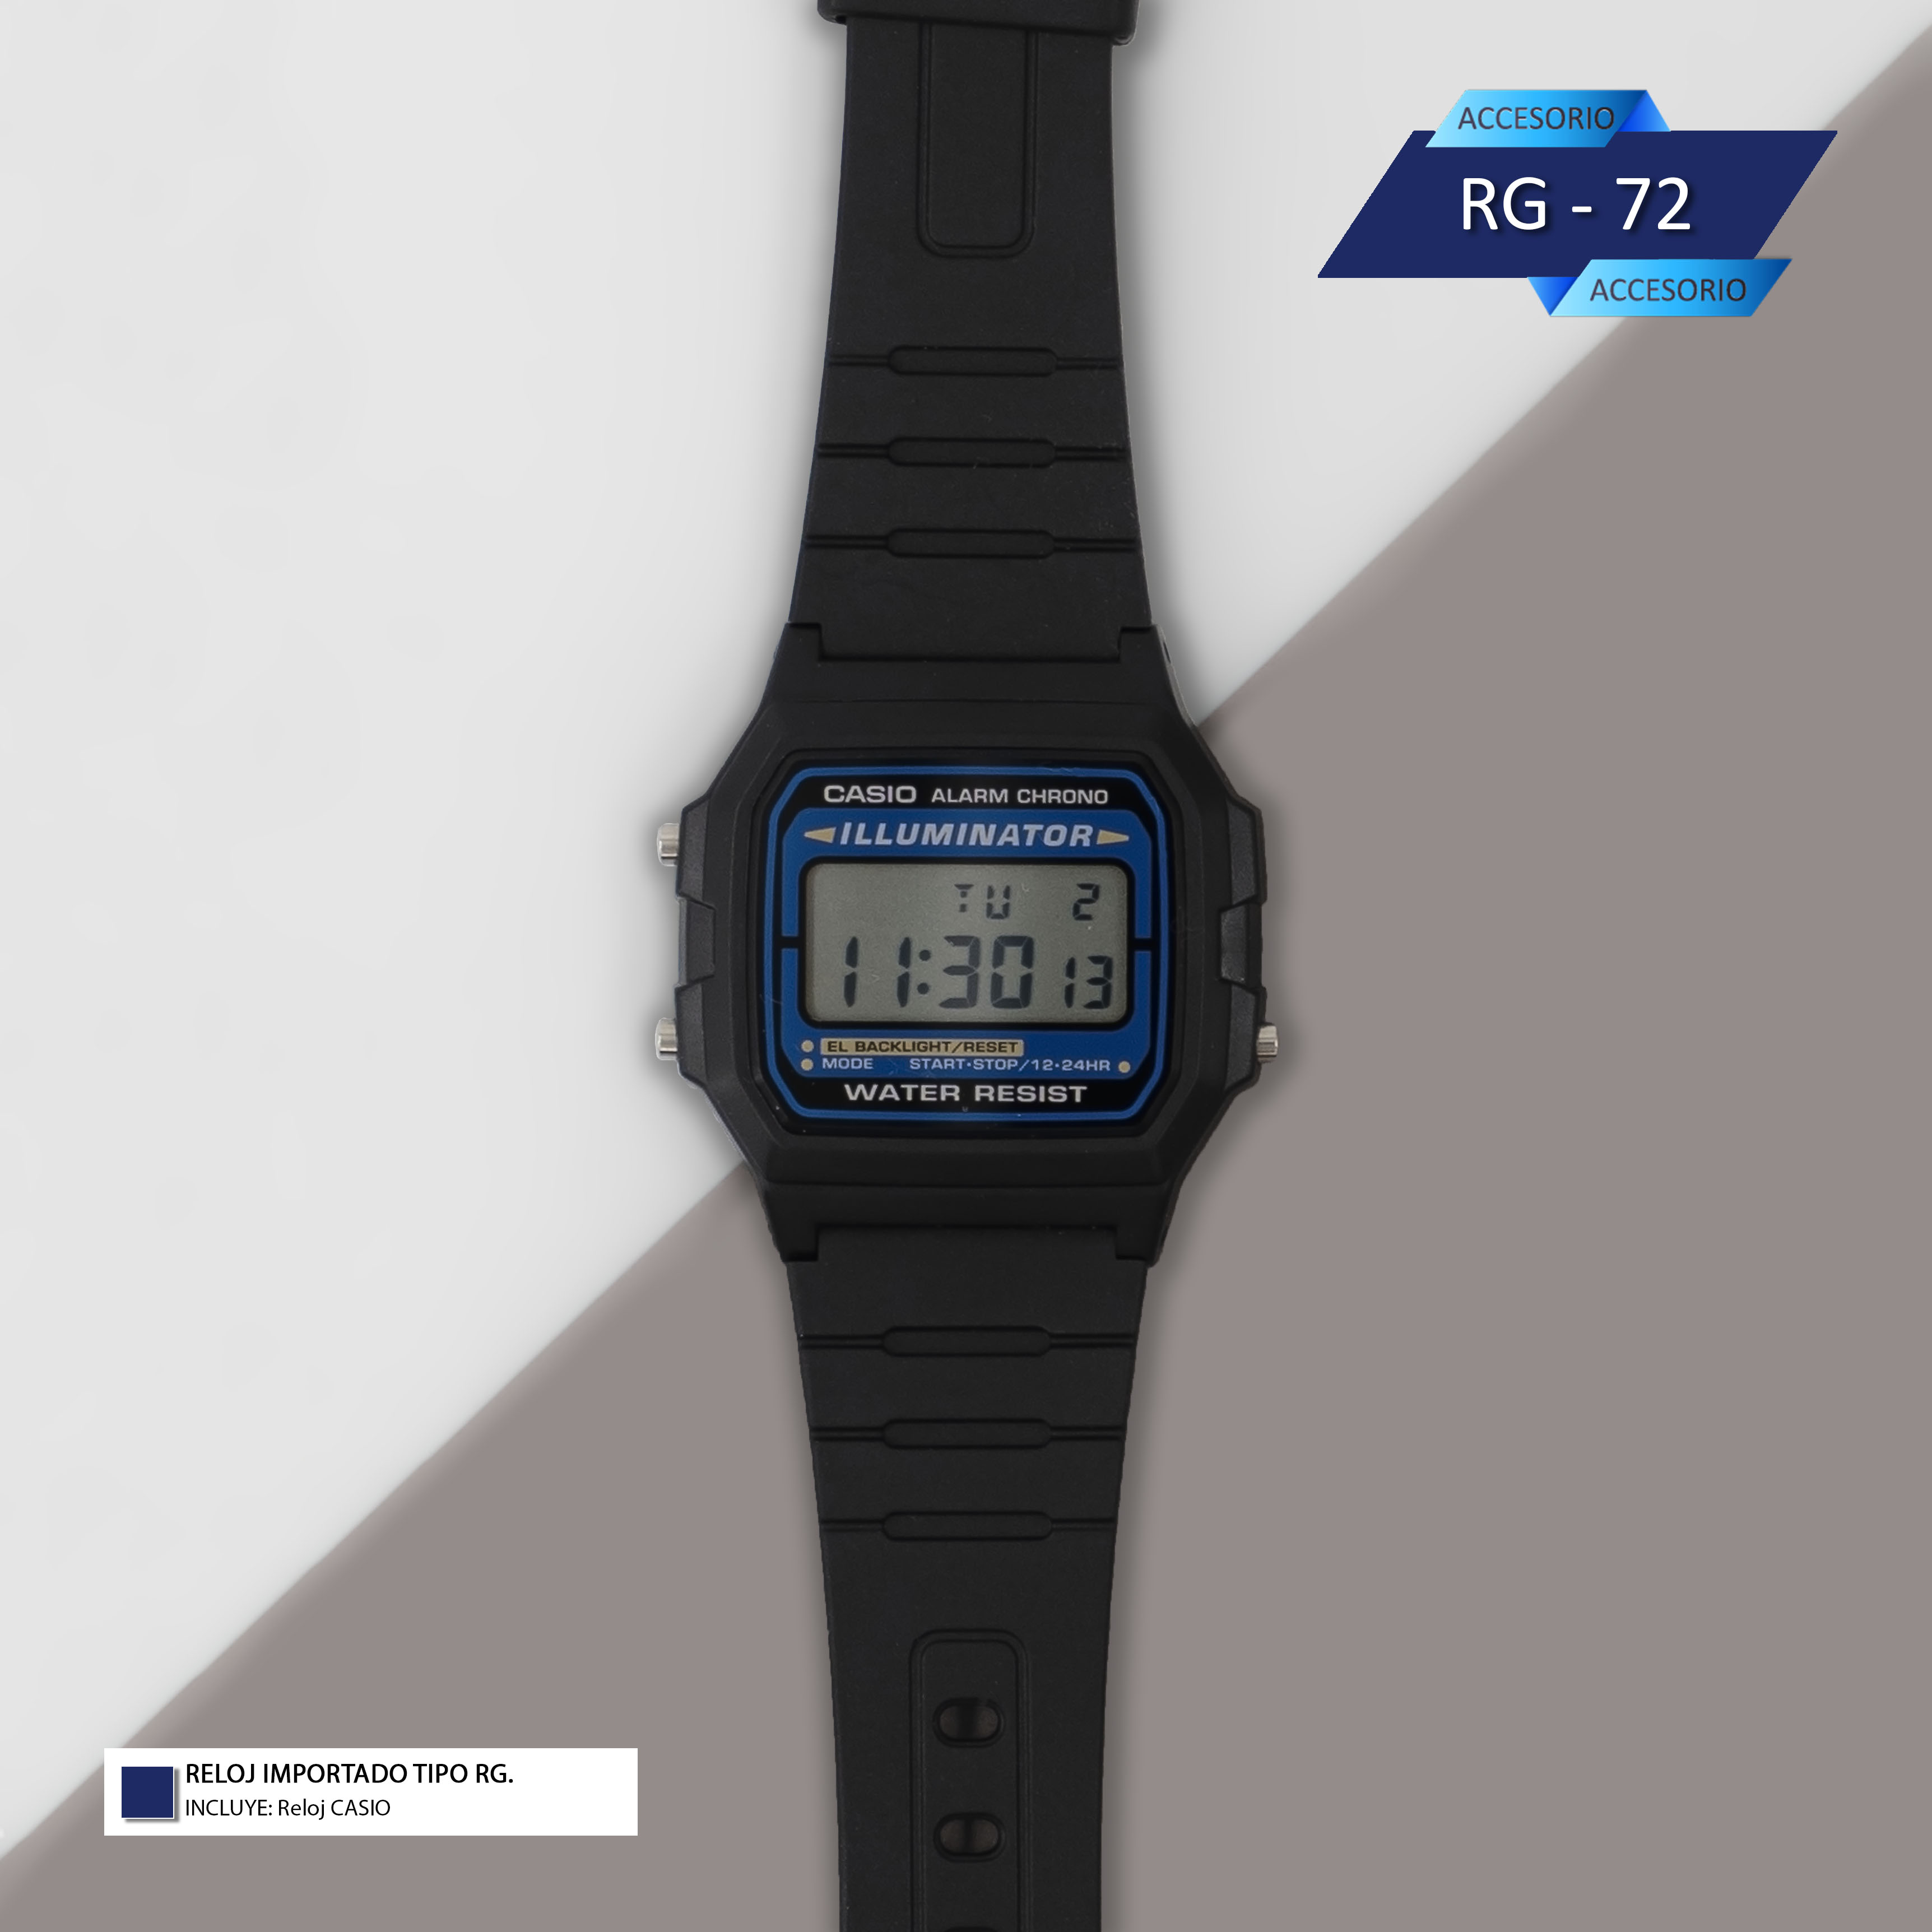 ACCESORIO
RG - 72
ACCESORIO
CASIO ALARM CHRONO
ILLUMINATOR
TU 2
11:30 13
EL BACKLIGHT/RESET
MODE START·STOP/12·24HR
WATER RESIST
RELOJ IMPORTADO TIPO RG.
INCLUYE: Reloj CASIO